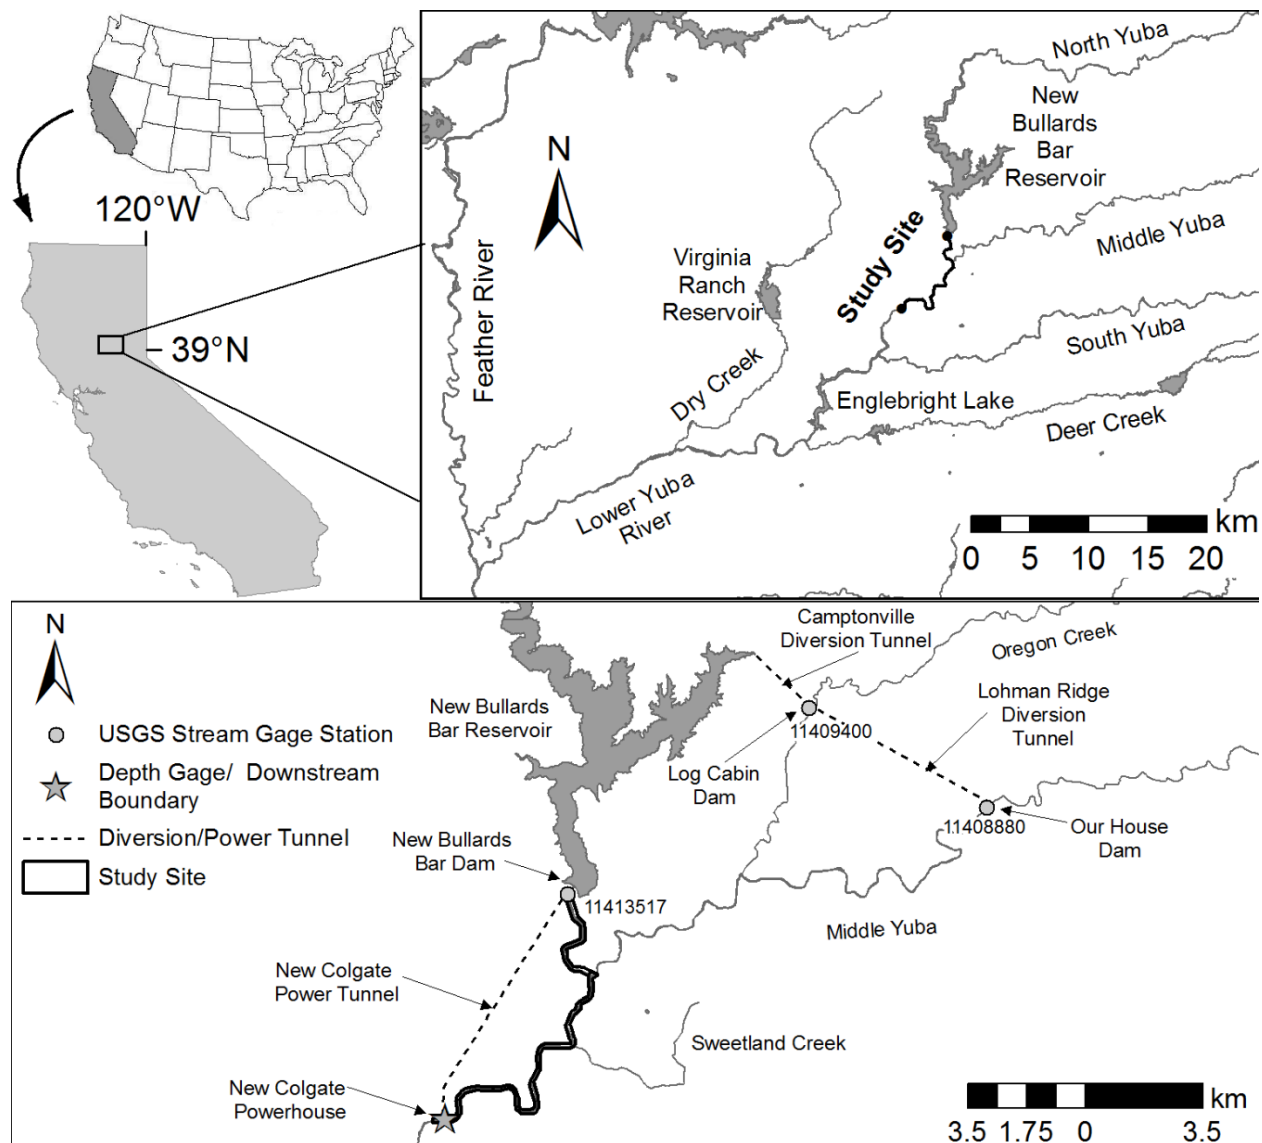 120°W
39°N
N
North Yuba
New
Bullards
Bar
Reservoir
Middle Yuba
Study Site
Virginia
Ranch
Reservoir
Feather River
South Yuba
Dry Creek
Englebright Lake
Deer Creek
Lower Yuba
River
km
0 5 10 15 20
N
USGS Stream Gage Station
Depth Gage/ Downstream
Boundary
Diversion/Power Tunnel
Study Site
Camptonville
Diversion Tunnel
Oregon Creek
Lohman Ridge
Diversion
Tunnel
New Bullards
Bar Reservoir
11409400
Log Cabin
Dam
11408880
Our House
Dam
New Bullards
Bar Dam
11413517
Middle Yuba
New Colgate
Power Tunnel
Sweetland Creek
New Colgate
Powerhouse
km
3.5 1.75 0 3.5